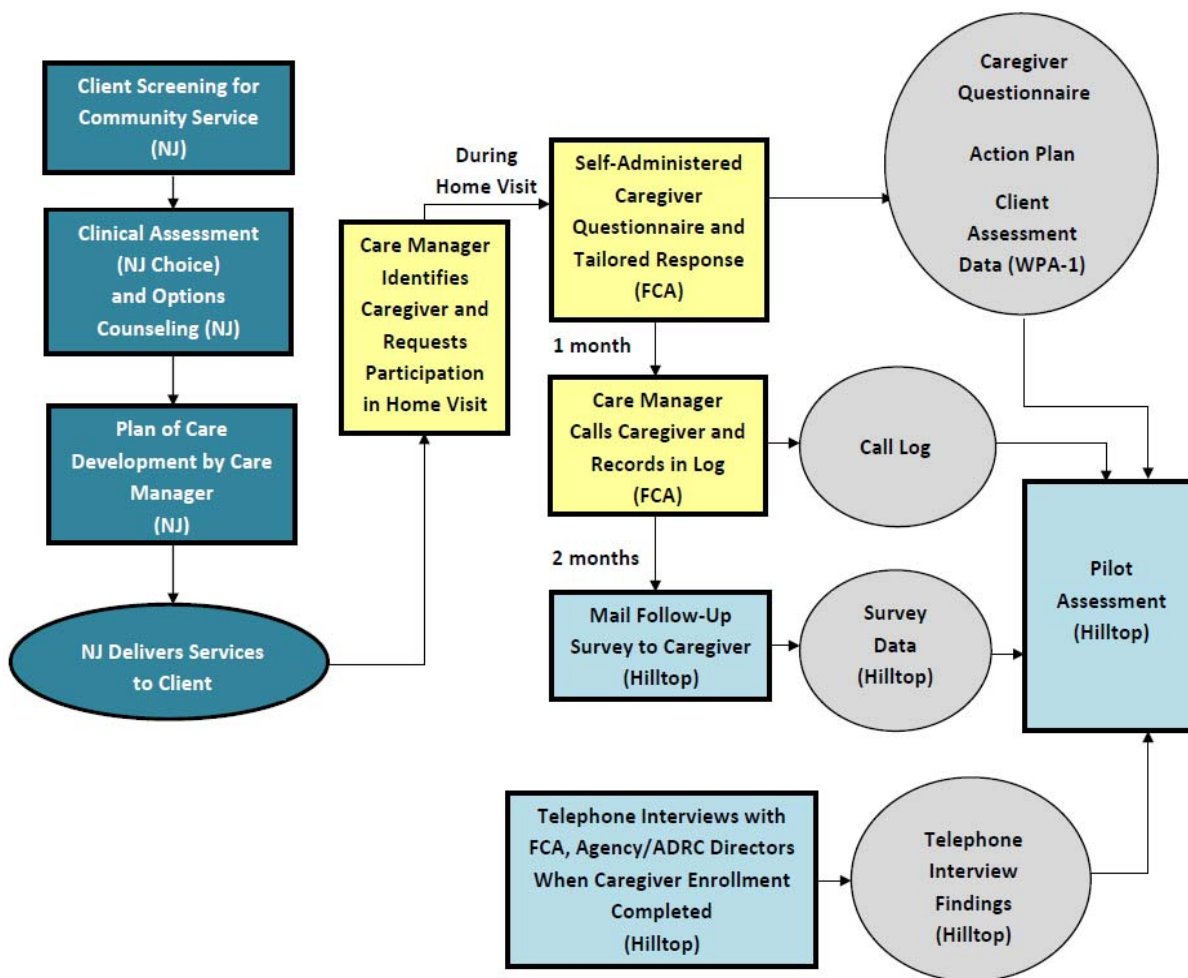 Client Screening for
Community Service
(NJ)
Clinical Assessment
(NJ Choice)
and Options
Counseling (NJ)
Plan of Care
Development by Care
Manager
(NJ)
NJ Delivers Services
to Client
Care Manager
Identifies
Caregiver and
Requests
Participation
in Home Visit
During
Home Visit
Self-Administered
Caregiver
Questionnaire and
Tailored Response
(FCA)
1 month
Care Manager
Calls Caregiver and
Records in Log
(FCA)
2 months
Mail Follow-Up
Survey to Caregiver
(Hilltop)
Telephone Interviews with
FCA, Agency/ADRC Directors
When Caregiver Enrollment
Completed
(Hilltop)
Caregiver
Questionnaire
Action Plan
Client
Assessment
Data (WPA-1)
Call Log
Survey
Data
(Hilltop)
Telephone
Interview
Findings
(Hilltop)
Pilot
Assessment
(Hilltop)